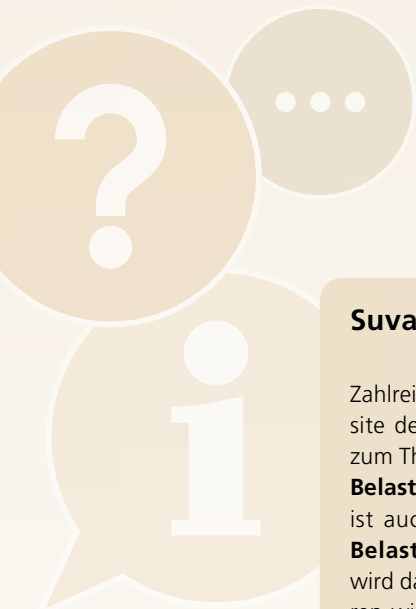 ?
...
i
Suva
Zahlrei
site de
zum Th
Belast
ist auc
Belast
wird da